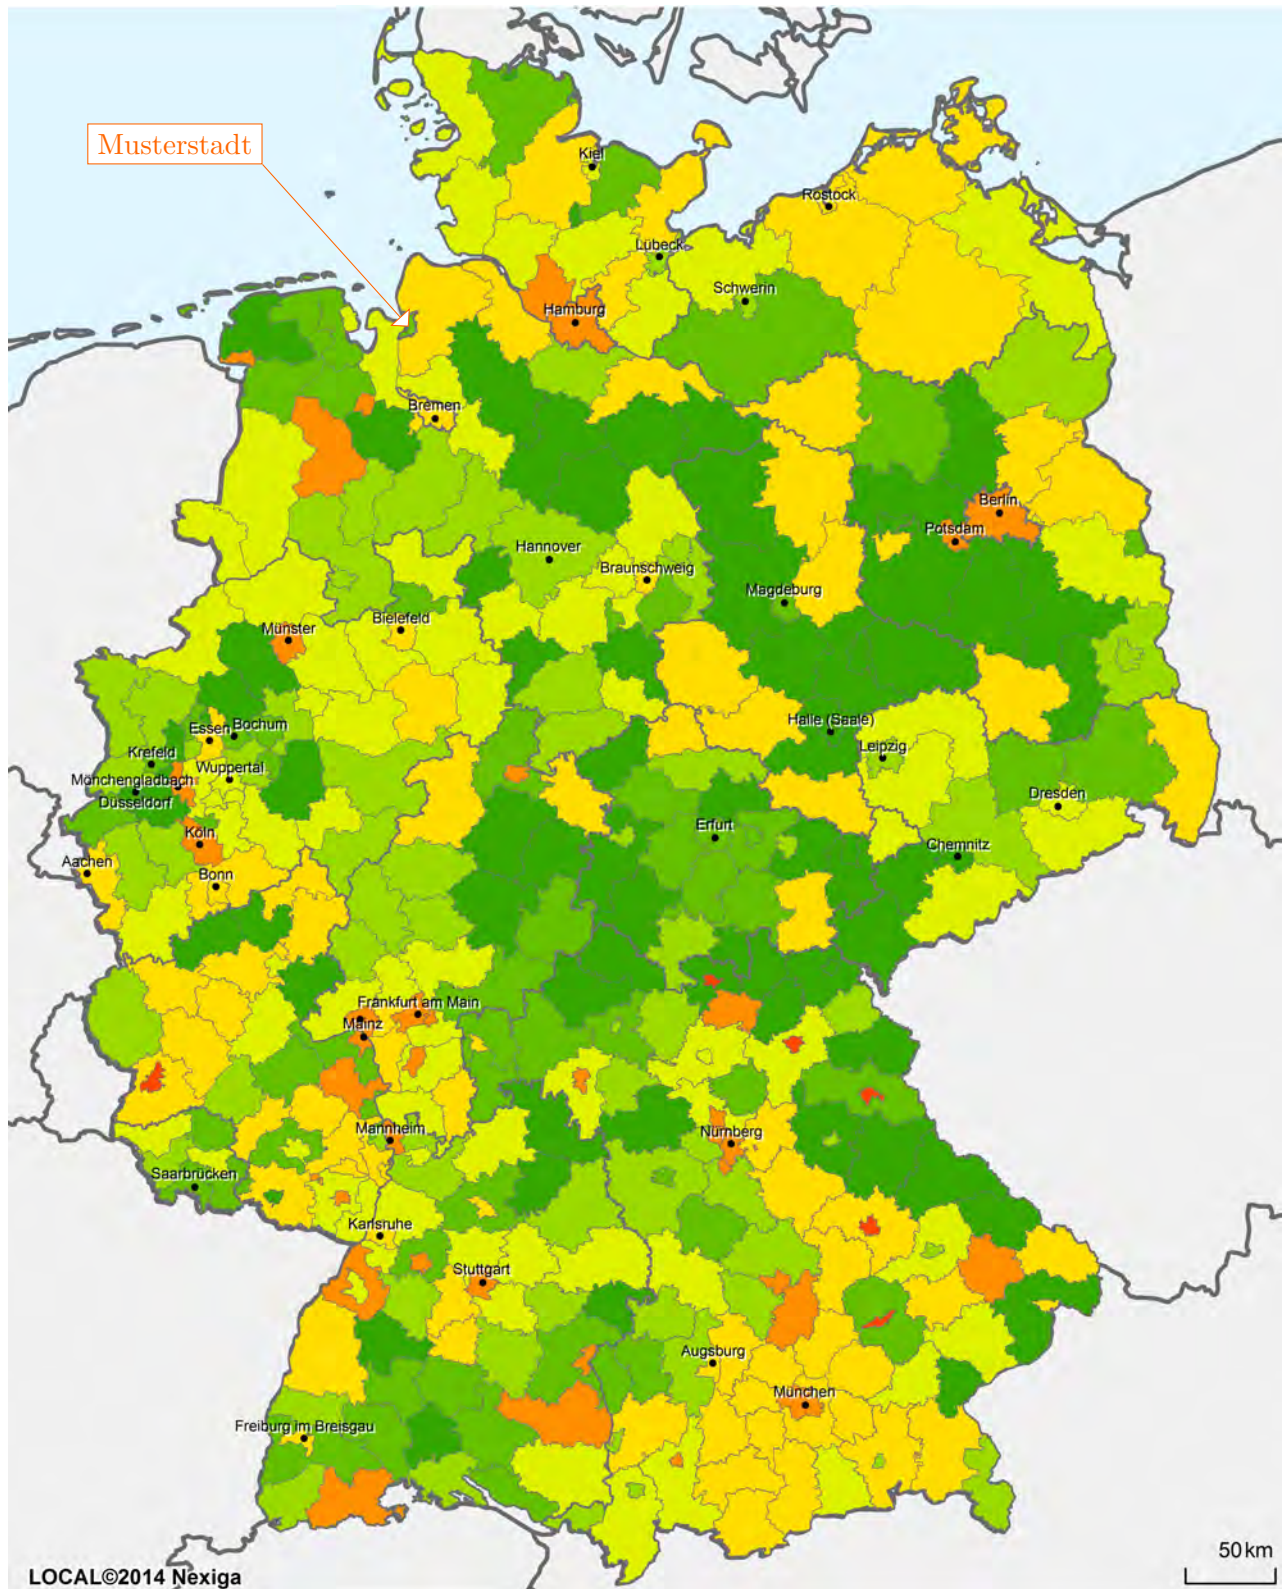 Musterstadt
Kiel
Rostock
Lübeck
Schwerin
Hamburg
Bremen
Berlin
Potsdam
Hannover
Braunschweig
Magdeburg
Bielefeld
Münster
Halle (Saale)
Essen
Bochum
Leipzig
Krefeld
Wuppertal
Mönchengladbach
Düsseldorf
Dresden
Erfurt
Köln
Chemnitz
Aachen
Bonn
Frankfurt am Main
Mainz
Mannheim
Nürnberg
Saarbrücken
Karlsruhe
Stuttgart
Augsburg
München
Freiburg im Breisgau
50 km
LOCAL©2014 Nexiga